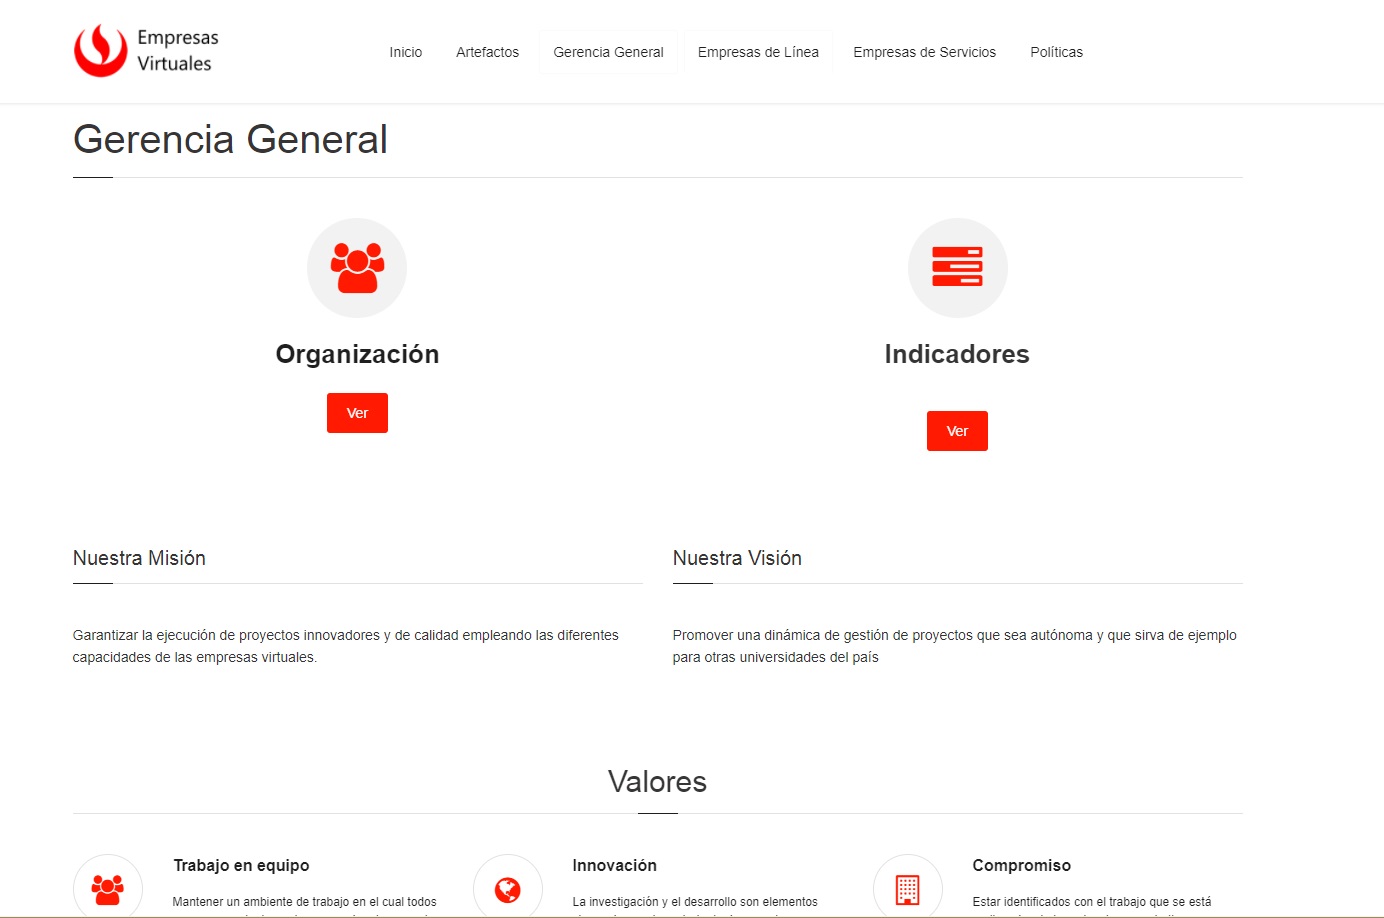 Empresas
Virtuales
Inicio
Artefactos
Gerencia General
Empresas de Línea
Empresas de Servicios
Políticas
Gerencia General
Organización
Indicadores
Ver
Ver
Nuestra Misión
Garantizar la ejecución de proyectos innovadores y de calidad empleando las diferentes
capacidades de las empresas virtuales.
Nuestra Visión
Promover una dinámica de gestión de proyectos que sea autónoma y que sirva de ejemplo
para otras universidades del país
Valores
Trabajo en equipo
Mantener un ambiente de trabajo en el cual todos
Innovación
La investigación y el desarrollo son elementos
Compromiso
Estar identificados con el trabajo que se está